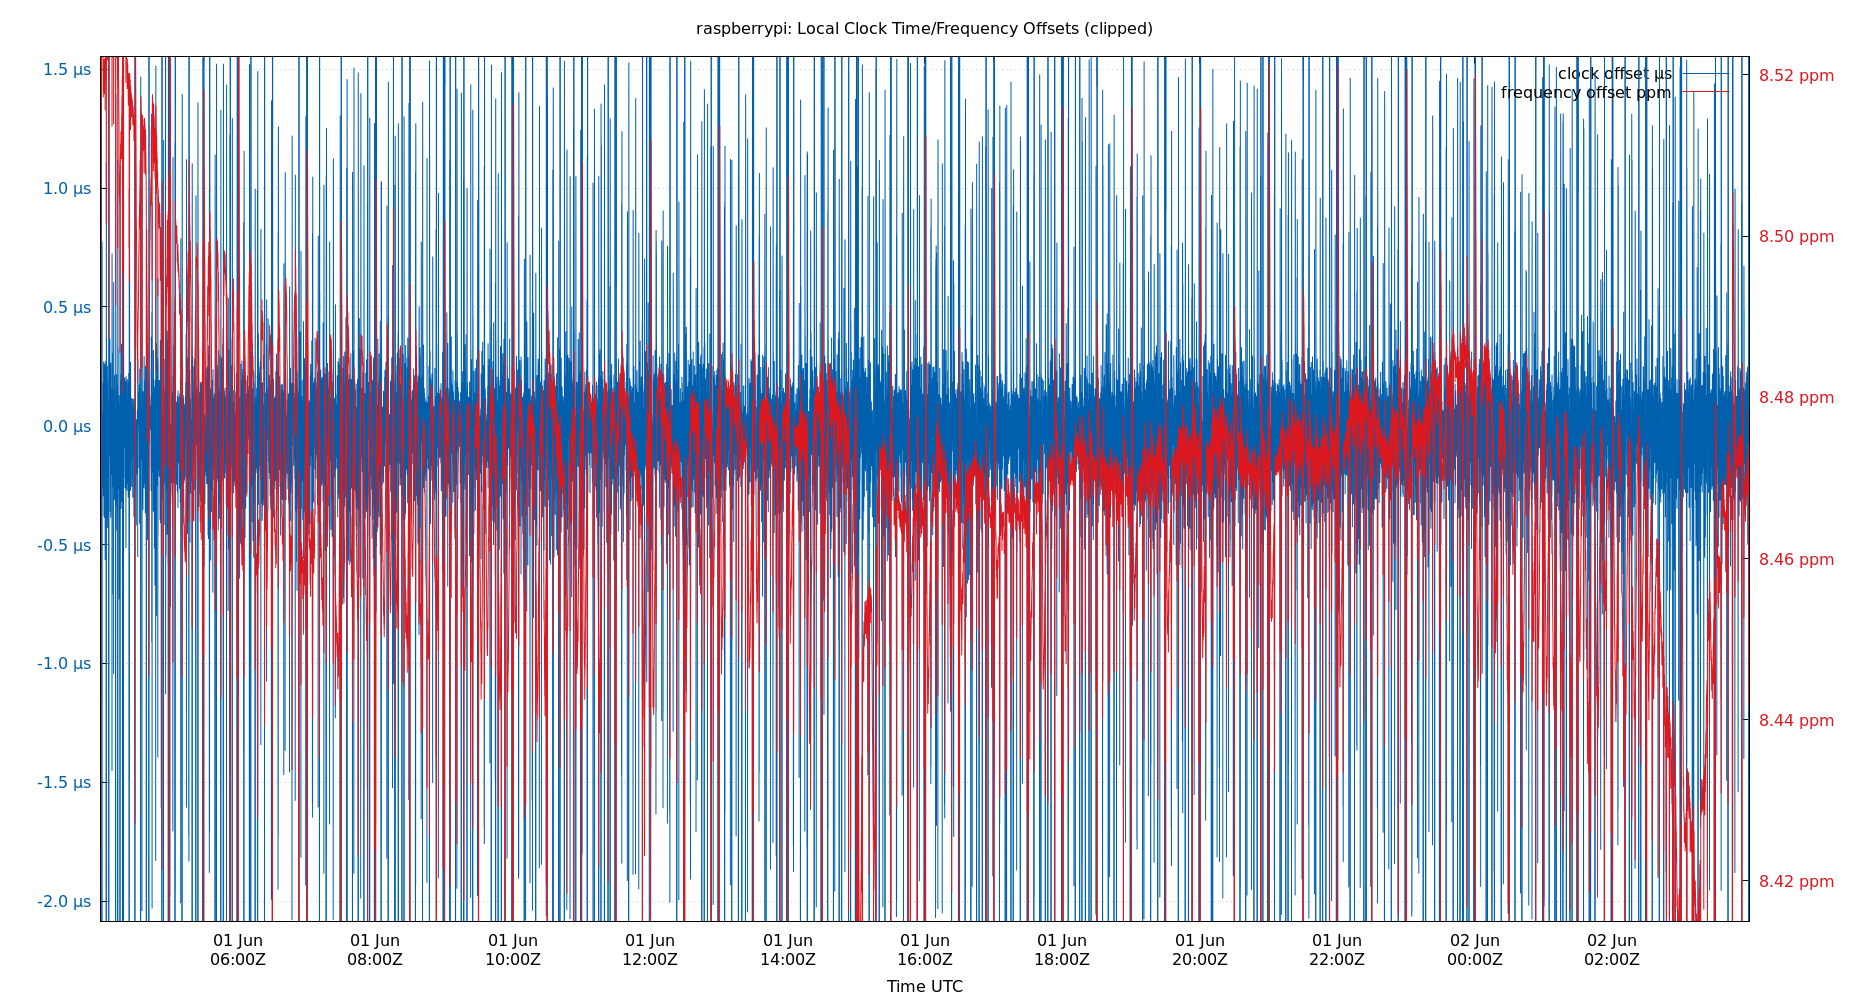 raspberrypi: Local Clock Time/Frequency Offsets (clipped)
clock offset µs
frequency offset ppm
1.5 µs
1.0 µs
0.5 µs
0.0 µs
-0.5 µs
-1.0 µs
-1.5 µs
-2.0 µs
8.52 ppm
8.50 ppm
8.48 ppm
8.46 ppm
8.44 ppm
8.42 ppm
01 Jun 01 Jun 01 Jun 01 Jun 01 Jun 01 Jun 01 Jun 01 Jun 01 Jun 02 Jun 02 Jun
06:00Z 08:00Z 10:00Z 12:00Z 14:00Z 16:00Z 18:00Z 20:00Z 22:00Z 00:00Z 02:00Z
Time UTC